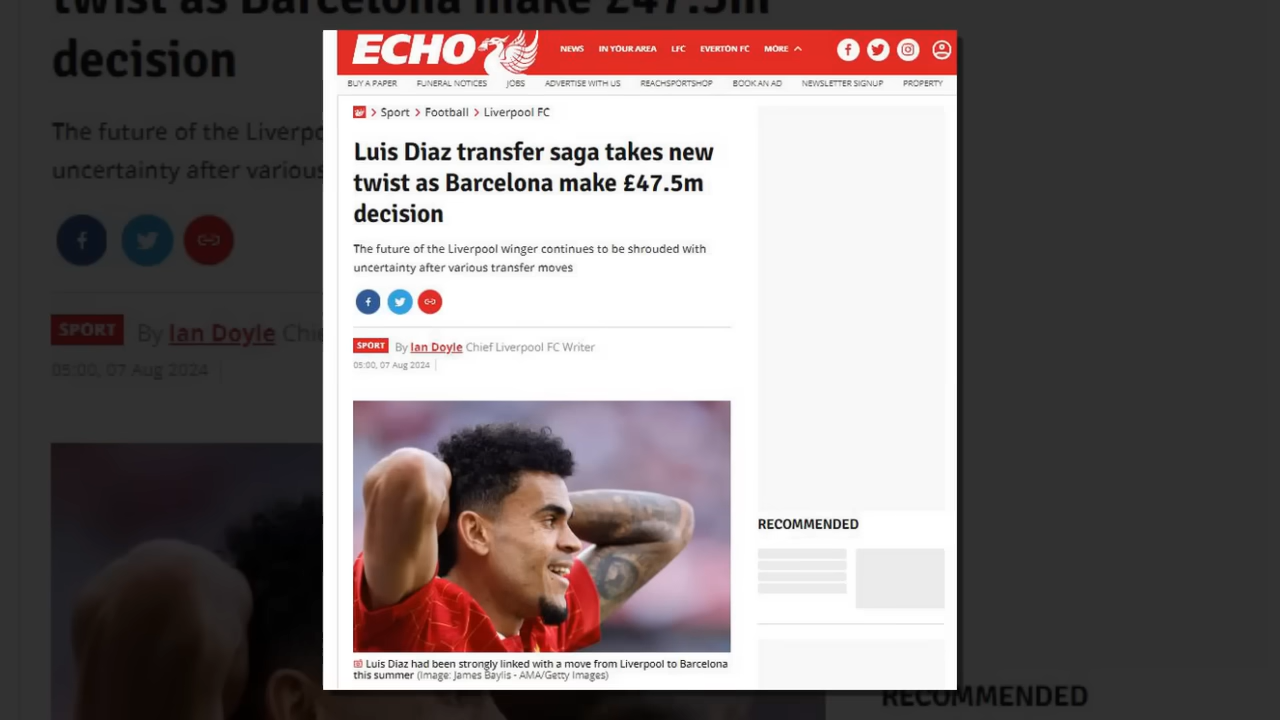 twist as Barcelona make £47.5m
decision
The future of the Liverpo
uncertainty after various
SPORT By Ian Doyle Chie
05:00, 07 Aug 2024
RECOMMENDED
ECHO
NEWS IN YOUR AREA LFC EVERTON FC MORE
BUY A PAPER FUNERAL NOTICES JOBS ADVERTISE WITH US REACHSPORTSHOP BOOK AN AD NEWSLETTER SIGNUP PROPERTY
Sport > Football > Liverpool FC
Luis Diaz transfer saga takes new
twist as Barcelona make £47.5m
decision
The future of the Liverpool winger continues to be shrouded with
uncertainty after various transfer moves
SPORT By Ian Doyle Chief Liverpool FC Writer
05:00, 07 Aug 2024
RECOMMENDED
Luis Diaz had been strongly linked with a move from Liverpool to Barcelona
this summer (Image: James Baylis - AMA/Getty Images)